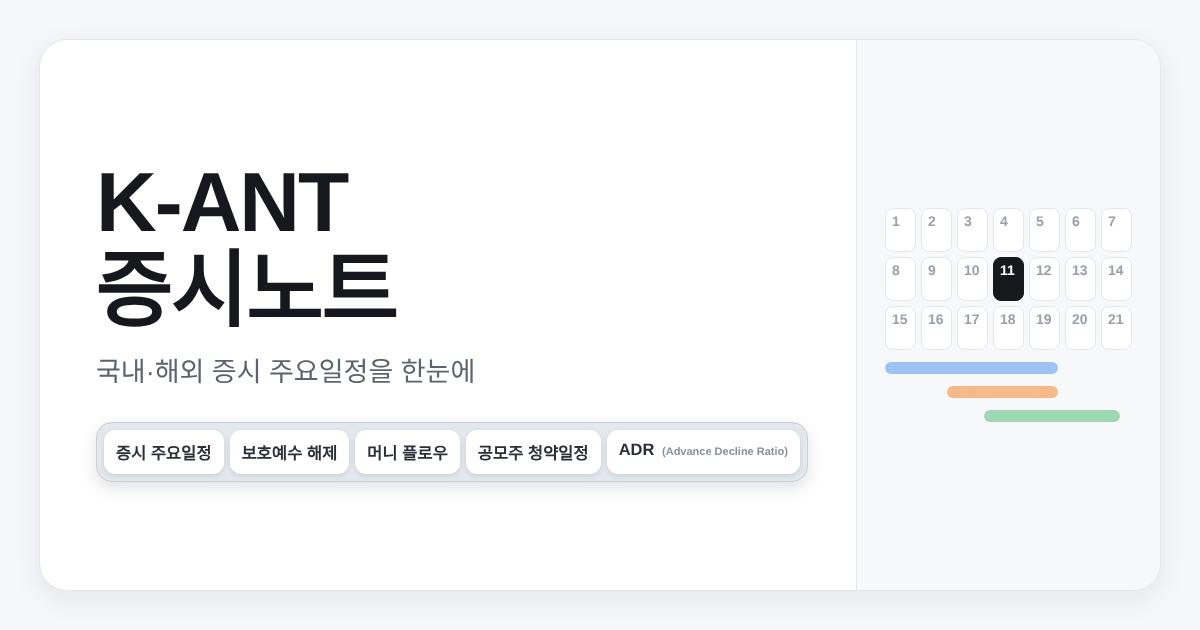 K-ANT
증시노트
국내·해외 증시 주요일정을 한눈에
증시 주요일정 보호예수 해제 머니 플로우 공모주 청약일정 ADR (Advance Decline Ratio)
1 2 3 4 5 6 7
8 9 10 11 12 13 14
15 16 17 18 19 20 21